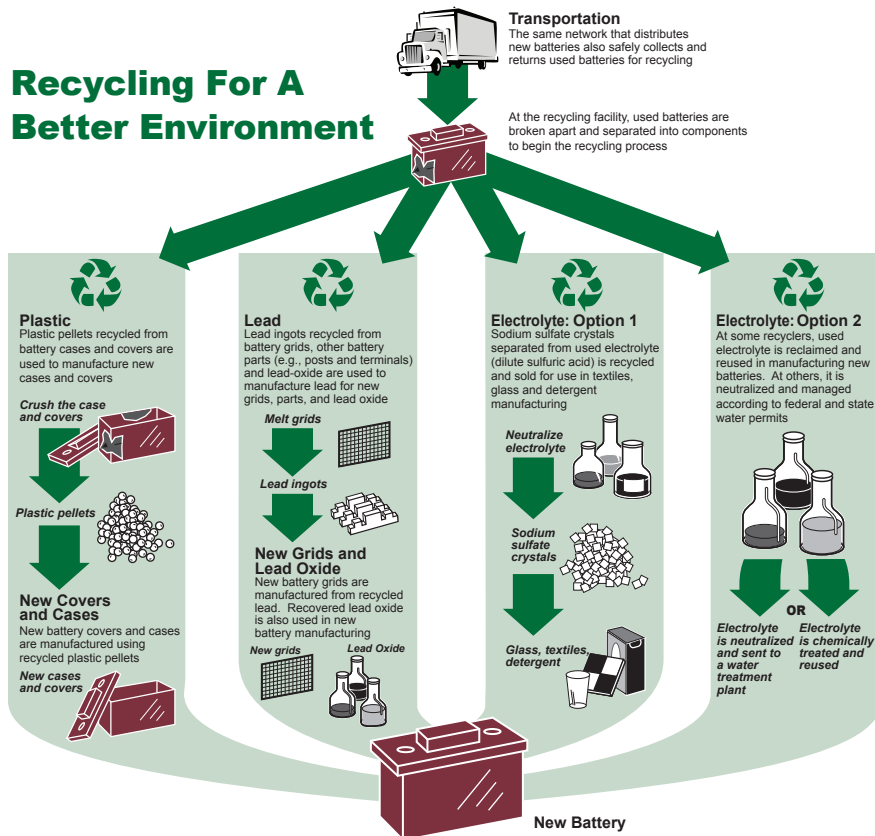 Recycling For A
Better Environment
Transportation
The same network that distributes
new batteries also safely collects and
returns used batteries for recycling
At the recycling facility, used batteries are
broken apart and separated into components
to begin the recycling process
Plastic
Plastic pellets recycled from
battery cases and covers are
used to manufacture new
cases and covers
Crush the case
and covers
Plastic pellets
New Covers
and Cases
New battery covers and cases
are manufactured using
recycled plastic pellets
New cases
and covers
Lead
Lead ingots recycled from
battery grids, other battery
parts (e.g., posts and terminals)
and lead-oxide are used to
manufacture lead for new
grids, parts, and lead oxide
Melt grids
Lead ingots
New Grids and
Lead Oxide
New battery grids are
manufactured from recycled
lead. Recovered lead oxide
is also used in new
battery manufacturing
New grids
Lead Oxide
Electrolyte: Option 1
Sodium sulfate crystals
separated from used electrolyte
(dilute sulfuric acid) is recycled
and sold for use in textiles,
glass and detergent
manufacturing
Neutralize
electrolyte
Sodium
sulfate
crystals
Glass, textiles,
detergent
Electrolyte: Option 2
At some recyclers, used
electrolyte is reclaimed and
reused in manufacturing new
batteries. At others, it is
neutralized and managed
according to federal and state
water permits
OR
Electrolyte
is neutralized
and sent to
a water
treatment
plant
Electrolyte
is chemically
treated and
reused
New Battery